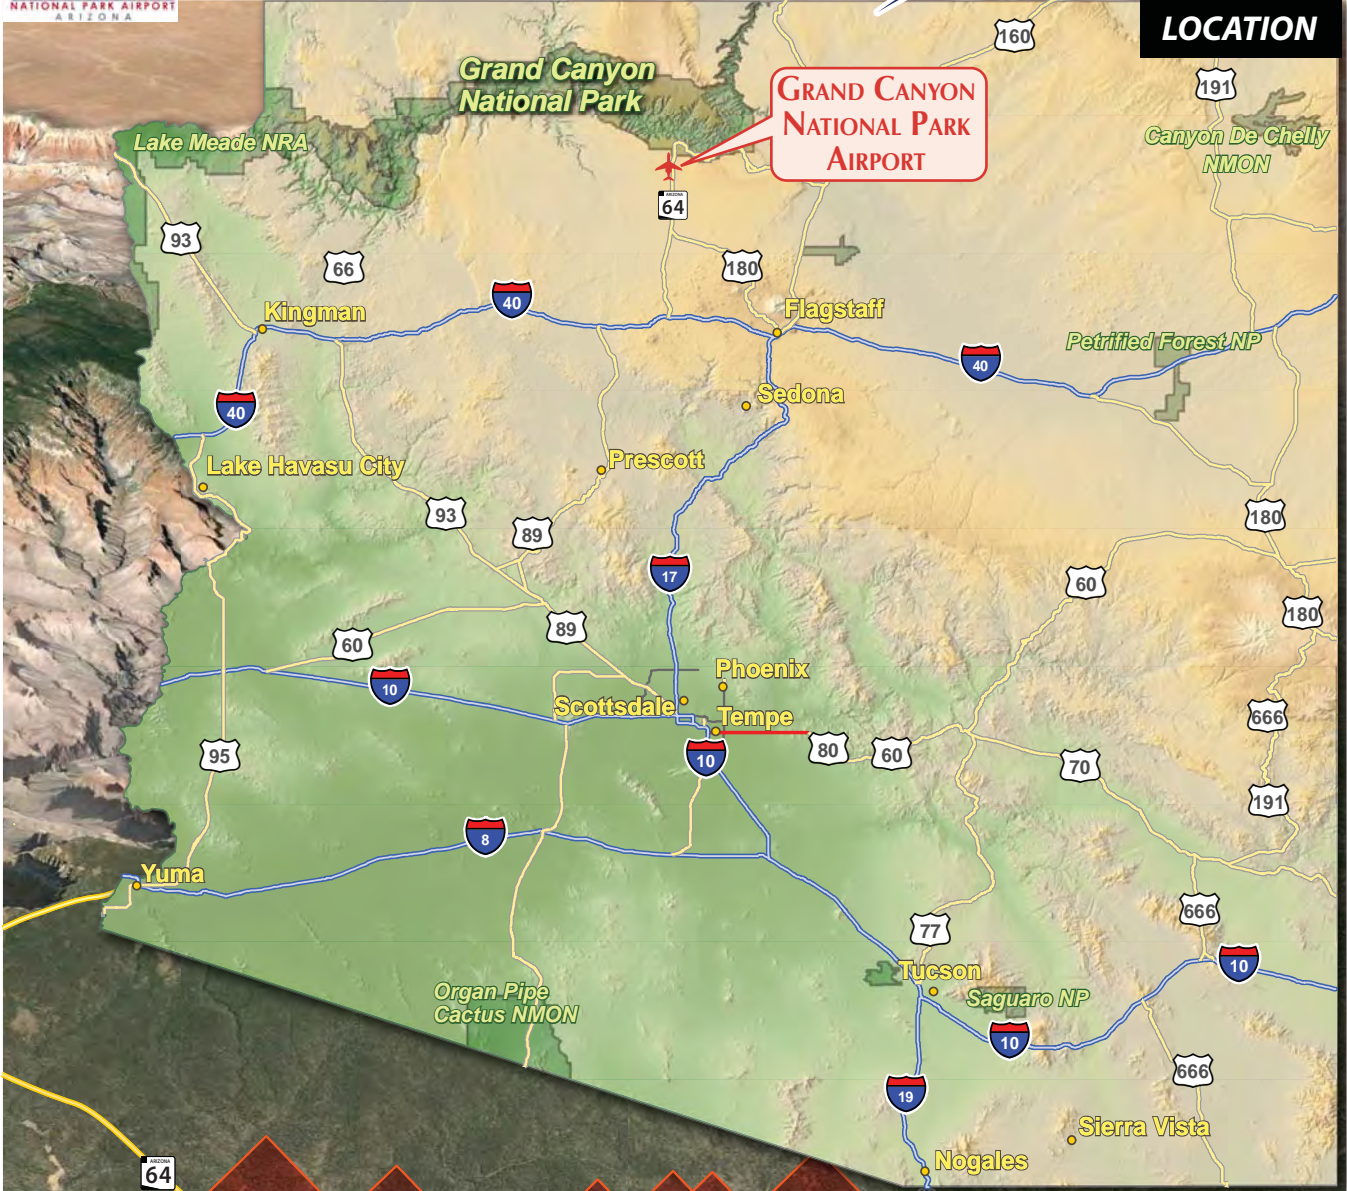 NATIONAL PARK AIRPORT
ARIZONA
LOCATION
160
191
Grand Canyon
National Park
GRAND CANYON
NATIONAL PARK
AIRPORT
Lake Meade NRA
Canyon De Chelly
NMON
ARIZONA
64
93
66
180
40
Kingman
Flagstaff
Petrified Forest NP
40
40
Sedona
Lake Havasu City
Prescott
93
89
180
17
60
180
89
60
Phoenix
10
Scottsdale
Tempe
666
95
10
80
60
70
191
8
Yuma
666
77
10
Tucson
Organ Pipe
Cactus NMON
Saguaro NP
10
666
19
Sierra Vista
Nogales
ARIZONA
64